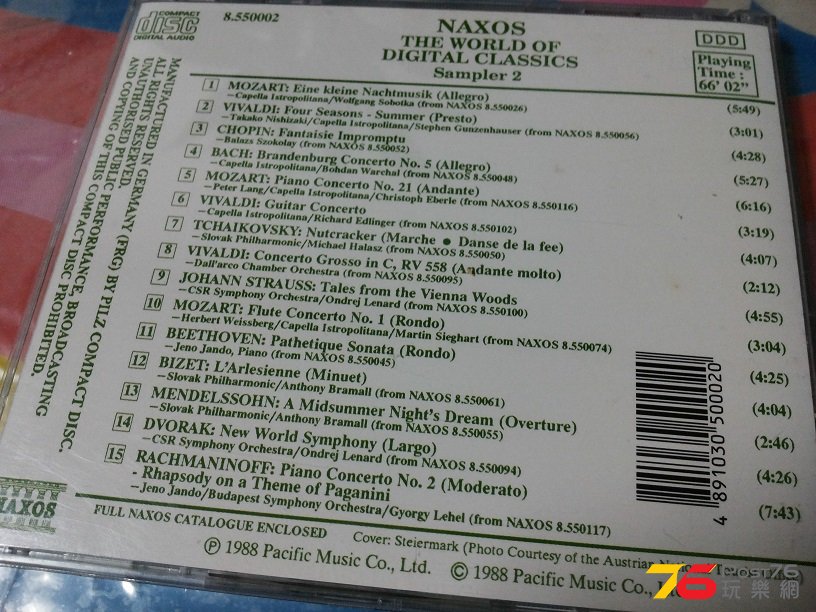 COMPACT
disc
DIGITAL AUDIO
8.550002
NAXOS
THE WORLD OF
DIGITAL CLASSICS
Sampler 2
DDD
Playing
Time :
66' 02"
1 MOZART: Eine kleine Nachtmusik (Allegro) (5:49)
– Capella Istropolitana/Wolfgang Sobotka (from NAXOS 8.550026)
2 VIVALDI: Four Seasons - Summer (Presto) (3:01)
– Takako Nishizaki/Capella Istropolitana/Stephen Gunzenhauser (from NAXOS 8.550056)
3 CHOPIN: Fantaisie Impromptu (4:28)
– Balazs Szokolay (from NAXOS 8.550052)
4 BACH: Brandenburg Concerto No. 5 (Allegro) (5:27)
– Capella Istropolitana/Bohdan Warchal (from NAXOS 8.550048)
5 MOZART: Piano Concerto No. 21 (Andante) (6:16)
– Peter Lang/Capella Istropolitana/Christoph Eberle (from NAXOS 8.550116)
6 VIVALDI: Guitar Concerto (3:19)
– Capella Istropolitana/Richard Edlinger (from NAXOS 8.550102)
7 TCHAIKOVSKY: Nutcracker (Marche • Danse de la fee) (4:07)
– Slovak Philharmonic/Michael Halasz (from NAXOS 8.550050)
8 VIVALDI: Concerto Grosso in C, RV 558 (Andante molto) (2:12)
– Dall'arco Chamber Orchestra (from NAXOS 8.550095)
9 JOHANN STRAUSS: Tales from the Vienna Woods (4:55)
– CSR Symphony Orchestra/Ondrej Lenard (from NAXOS 8.550100)
10 MOZART: Flute Concerto No. 1 (Rondo) (3:04)
– Herbert Weissberg/Capella Istropolitana/Martin Sieghart (from NAXOS 8.550074)
11 BEETHOVEN: Pathetique Sonata (Rondo) (4:25)
– Jeno Jando, Piano (from NAXOS 8.550045)
12 BIZET: L'Arlesienne (Minuet) (4:04)
– Slovak Philharmonic/Anthony Bramall (from NAXOS 8.550061)
13 MENDELSSOHN: A Midsummer Night's Dream (Overture) (2:46)
– Slovak Philharmonic/Anthony Bramall (from NAXOS 8.550055)
14 DVORAK: New World Symphony (Largo) (4:26)
– CSR Symphony Orchestra/Ondrej Lenard (from NAXOS 8.550094)
15 RACHMANINOFF: Piano Concerto No. 2 (Moderato) (7:43)
- Rhapsody on a Theme of Paganini
– Jeno Jando/Budapest Symphony Orchestra/Gyorgy Lehel (from NAXOS 8.550117)
4 891030 500020
MANUFACTURED IN GERMANY (FRG) BY PILZ COMPACT DISC.
ALL RIGHTS RESERVED.
UNAUTHORISED PUBLIC PERFORMANCE, BROADCASTING
AND COPYING OF THIS COMPACT DISC PROHIBITED.
NAXOS
FULL NAXOS CATALOGUE ENCLOSED
Cover: Steiermark (Photo Courtesy of the Austrian National
℗ 1988 Pacific Music Co., Ltd. © 1988 Pacific Music Co.,
76
玩樂網